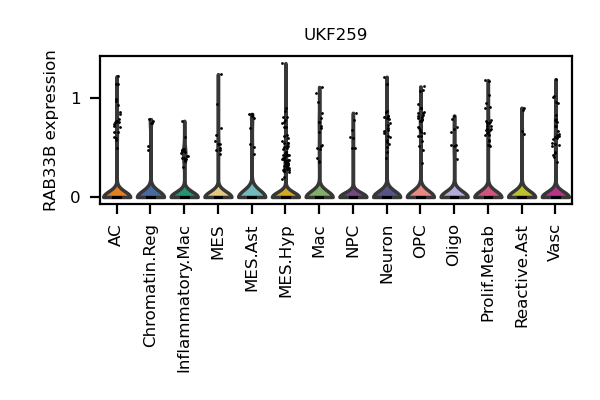 UKF259
RAB33B expression
1
0
AC
Chromatin.Reg
Inflammatory.Mac
MES
MES.Ast
MES.Hyp
Mac
NPC
Neuron
OPC
Oligo
Prolif.Metab
Reactive.Ast
Vasc